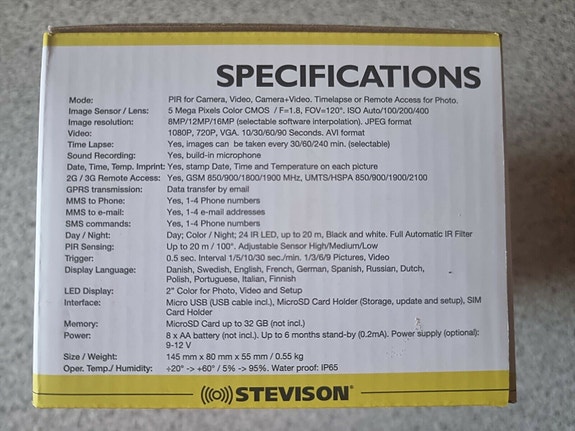 SPECIFICATIONS
Mode: PIR for Camera, Video, Camera+Video. Timelapse or Remote Access for Photo.
Image Sensor / Lens: 5 Mega Pixels Color CMOS / F=1.8, FOV=120°. ISO Auto/100/200/400
Image resolution: 8MP/12MP/16MP (selectable software interpolation). JPEG format
Video: 1080P, 720P, VGA. 10/30/60/90 Seconds. AVI format
Time Lapse: Yes, images can be taken every 30/60/240 min. (selectable)
Sound Recording: Yes, build-in microphone
Date, Time, Temp. Imprint: Yes, stamp Date, Time and Temperature on each picture
2G / 3G Remote Access: Yes, GSM 850/900/1800/1900 MHz, UMTS/HSPA 850/900/1900/2100
GPRS transmission: Data transfer by email
MMS to Phone: Yes, 1-4 Phone numbers
MMS to e-mail: Yes, 1-4 e-mail addresses
SMS commands: Yes, 1-4 Phone numbers
Day / Night: Day; Color / Night; 24 IR LED, up to 20 m, Black and white. Full Automatic IR Filter
PIR Sensing: Up to 20 m / 100°. Adjustable Sensor High/Medium/Low
Trigger: 0.5 sec. Interval 1/5/10/30 sec./min. 1/3/6/9 Pictures, Video
Display Language: Danish, Swedish, English, French, German, Spanish, Russian, Dutch,
Polish, Portuguese, Italian, Finnish
LED Display: 2" Color for Photo, Video and Setup
Interface: Micro USB (USB cable incl.), MicroSD Card Holder (Storage, update and setup), SIM
Card Holder
Memory: MicroSD Card up to 32 GB (not incl.)
Power: 8 x AA battery (not incl.). Up to 6 months stand-by (0.2mA). Power supply (optional):
9-12 V
Size / Weight: 145 mm x 80 mm x 55 mm / 0.55 kg
Oper. Temp./ Humidity: ÷20° -> +60° / 5% -> 95%. Water proof: IP65
STEVISON®